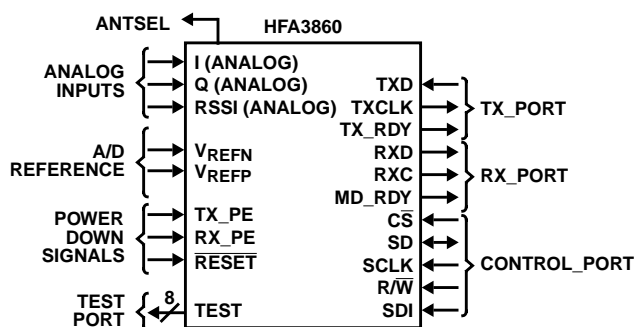 ANTSEL
HFA3860
ANALOG
INPUTS
I (ANALOG)
Q (ANALOG)
RSSI (ANALOG)
A/D
REFERENCE
VREFN
VREFP
POWER
DOWN
SIGNALS
TX_PE
RX_PE
RESET
TEST
PORT
8
TEST
TXD
TXCLK
TX_RDY
TX_PORT
RXD
RXC
MD_RDY
RX_PORT
CS
SD
SCLK
R/W
SDI
CONTROL_PORT